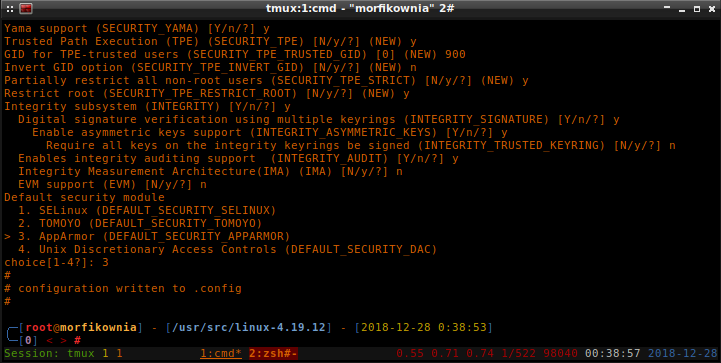 tmux:1:cmd - "morfikownia" 2#
Yama support (SECURITY_YAMA) [Y/n/?] y
Trusted Path Execution (TPE) (SECURITY_TPE) [N/y/?] (NEW) y
GID for TPE-trusted users (SECURITY_TPE_TRUSTED_GID) [0] (NEW) 900
Invert GID option (SECURITY_TPE_INVERT_GID) [N/y/?] (NEW) n
Partially restrict all non-root users (SECURITY_TPE_STRICT) [N/y/?] (NEW) y
Restrict root (SECURITY_TPE_RESTRICT_ROOT) [N/y/?] (NEW) y
Integrity subsystem (INTEGRITY) [Y/n/?] y
Digital signature verification using multiple keyrings (INTEGRITY_SIGNATURE) [Y/n/?] y
Enable asymmetric keys support (INTEGRITY_ASYMMETRIC_KEYS) [Y/n/?] y
Require all keys on the integrity keyrings be signed (INTEGRITY_TRUSTED_KEYRING) [N/y/?] n
Enables integrity auditing support  (INTEGRITY_AUDIT) [Y/n/?] y
Integrity Measurement Architecture(IMA) (IMA) [N/y/?] n
EVM support (EVM) [N/y/?] n
Default security module
1. SELinux (DEFAULT_SECURITY_SELINUX)
2. TOMOYO (DEFAULT_SECURITY_TOMOYO)
> 3. AppArmor (DEFAULT_SECURITY_APPARMOR)
4. Unix Discretionary Access Controls (DEFAULT_SECURITY_DAC)
choice[1-4?]: 3
#
# configuration written to .config
#
[root@morfikownia] - [/usr/src/linux-4.19.12] - [2018-12-28 0:38:53]
[0] < > #
Session: tmux 1 1 1:cmd* 2:zsh#- 0.55 0.71 0.74 1/522 98040 00:38:57 2018-12-28